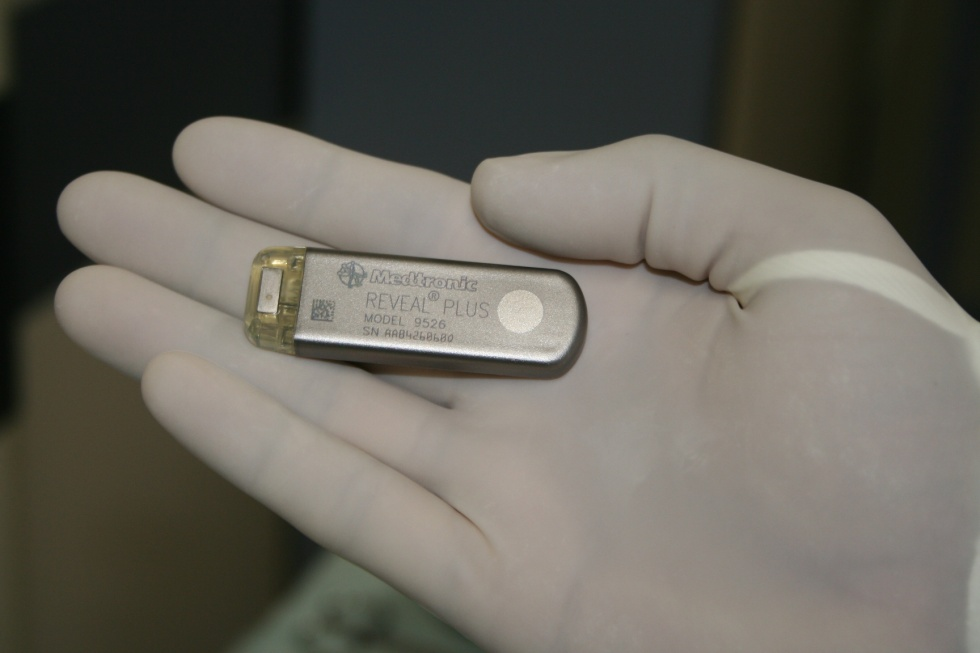 Medtronic
REVEAL® PLUS
MODEL 9526
SN